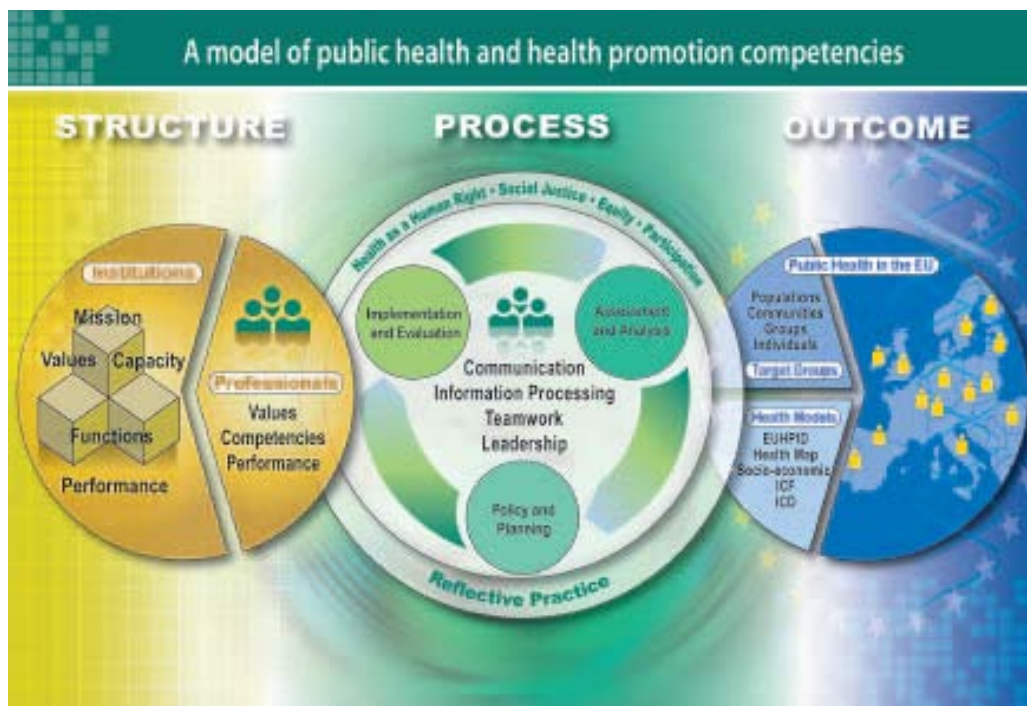 A model of public health and health promotion competencies
STRUCTURE
PROCESS
OUTCOME
Institutions
Mission
Values
Capacity
Functions
Performance
Professionals
Values
Competencies
Performance
Health as a Human Right • Social Justice • Equity • Participation
Implementation
and Evaluation
Assessment
and Analysis
Communication
Information Processing
Teamwork
Leadership
Policy and
Planning
Reflective Practice
Public Health in the EU
Populations
Communities
Groups
Individuals
Target Groups
Health Models
EUHPID
Health Map
Socio-economic
ICF
ICD